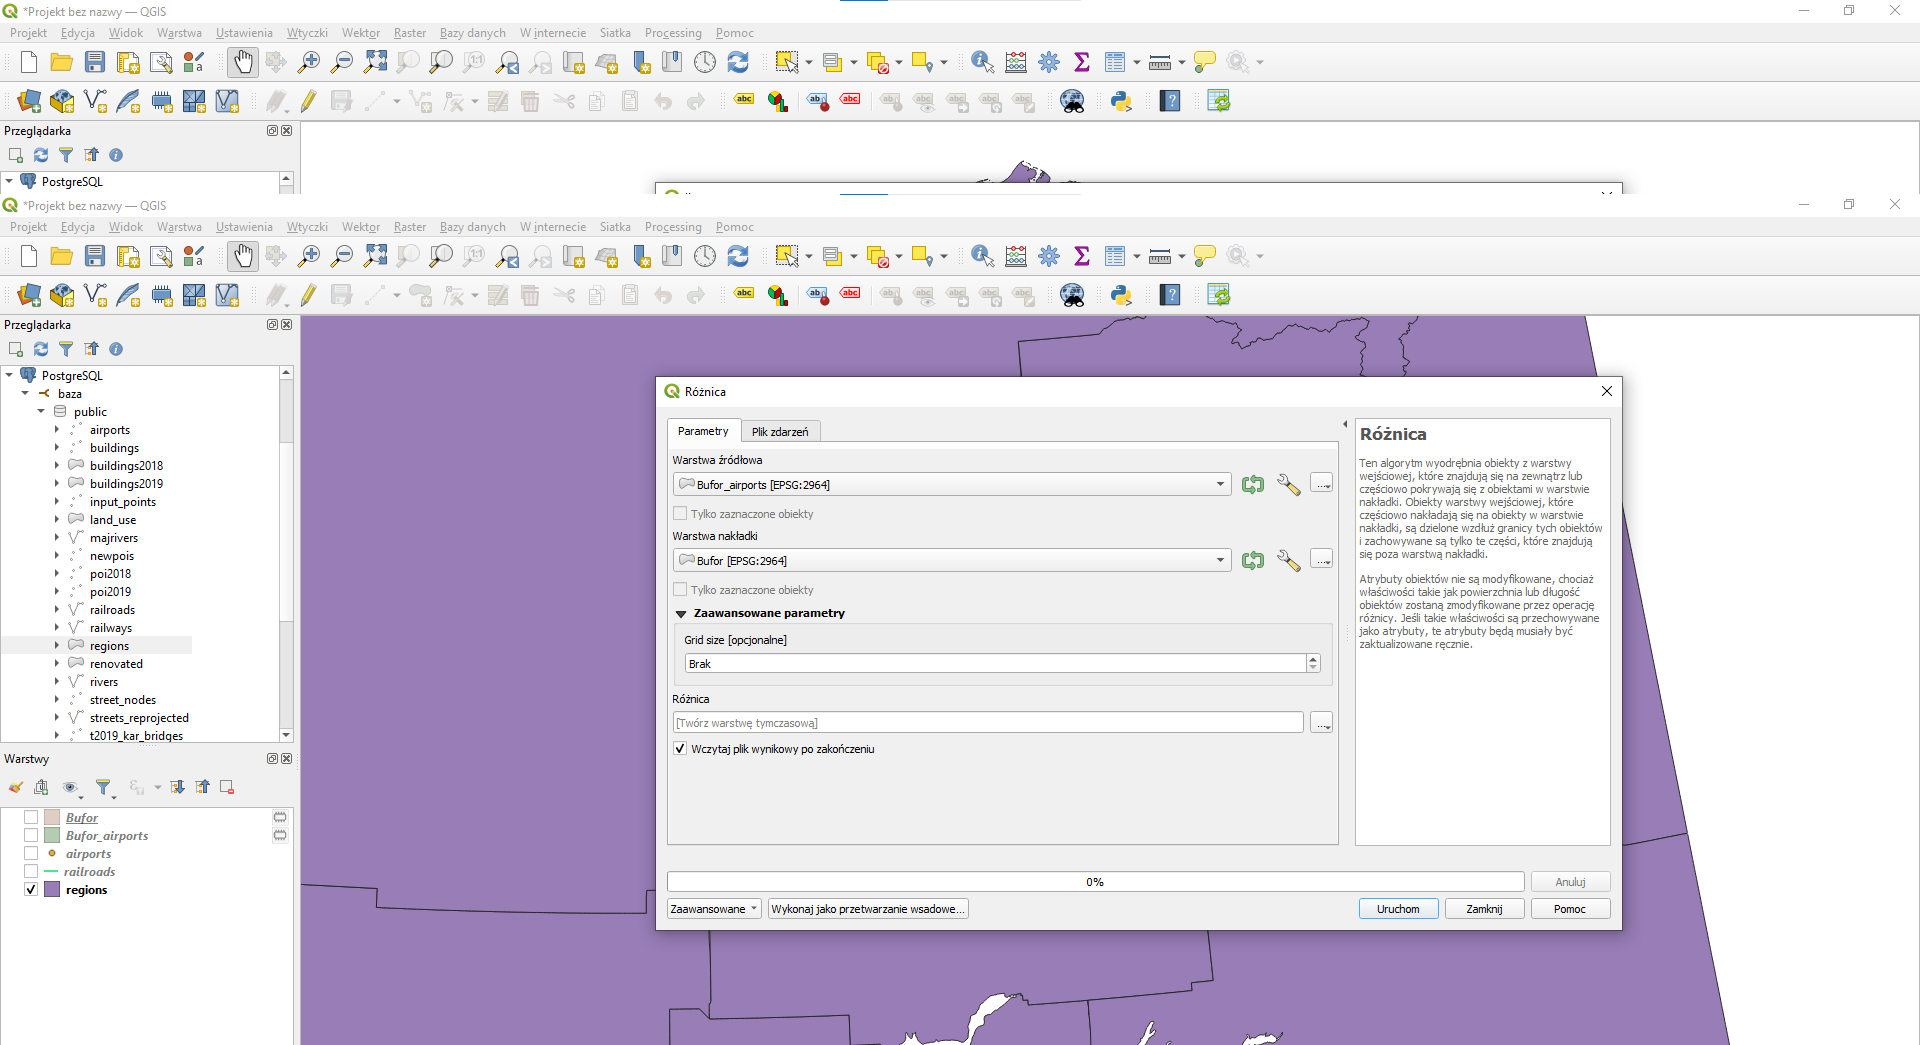 *Projekt bez nazwy — QGIS
Projekt Edycja Widok Warstwa Ustawienia Wtyczki Wektor Raster Bazy danych W internecie Siatka Processing Pomoc
Przeglądarka
PostgreSQL
*Projekt bez nazwy — QGIS
Projekt Edycja Widok Warstwa Ustawienia Wtyczki Wektor Raster Bazy danych W internecie Siatka Processing Pomoc
Przeglądarka
PostgreSQL
baza
public
airports
buildings
buildings2018
buildings2019
input_points
land_use
majrivers
newpois
poi2018
poi2019
railroads
railways
regions
renovated
rivers
street_nodes
streets_reprojected
t2019_kar_bridges
Warstwy
Bufor
Bufor_airports
airports
railroads
regions
Różnica
Parametry
Plik zdarzeń
Warstwa źródłowa
Bufor_airports [EPSG:2964]
Tylko zaznaczone obiekty
Warstwa nakładki
Bufor [EPSG:2964]
Tylko zaznaczone obiekty
Zaawansowane parametry
Grid size [opcjonalne]
Brak
Różnica
[Twórz warstwę tymczasową]
Wczytaj plik wynikowy po zakończeniu
Różnica
Ten algorytm wyodrębnia obiekty z warstwy
wejściowej, które znajdują się na zewnątrz lub
częściowo pokrywają się z obiektami w warstwie
nakładki. Obiekty warstwy wejściowej, które
częściowo nakładają się na obiekty w warstwie
nakładki, są dzielone wzdłuż granicy tych obiektów
i zachowywane są tylko te części, które znajdują
się poza warstwą nakładki.
Atrybuty obiektów nie są modyfikowane, chociaż
właściwości takie jak powierzchnia lub długość
obiektów zostaną zmodyfikowane przez operację
różnicy. Jeśli takie właściwości są przechowywane
jako atrybuty, te atrybuty będą musiały być
zaktualizowane ręcznie.
0%
Anuluj
Zaawansowane
Wykonaj jako przetwarzanie wsadowe...
Uruchom
Zamknij
Pomoc